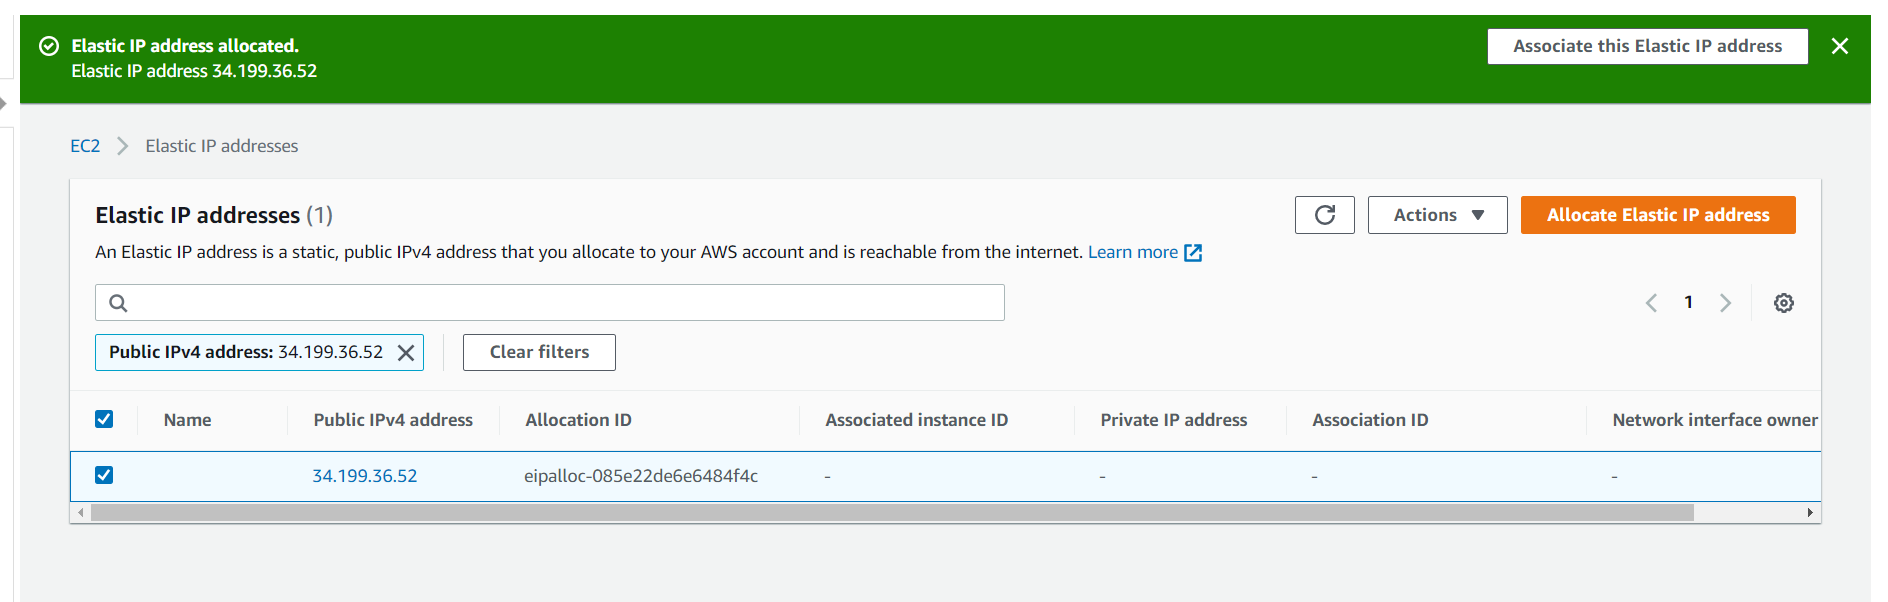 Elastic IP address allocated.
Elastic IP address 34.199.36.52
Associate this Elastic IP address
EC2 Elastic IP addresses
Elastic IP addresses (1)
Actions
Allocate Elastic IP address
An Elastic IP address is a static, public IPv4 address that you allocate to your AWS account and is reachable from the internet. Learn more
1
Public IPv4 address: 34.199.36.52
Clear filters
Name Public IPv4 address Allocation ID Associated instance ID Private IP address Association ID Network interface owner
34.199.36.52 eipalloc-085e22de6e6484f4c - - - -